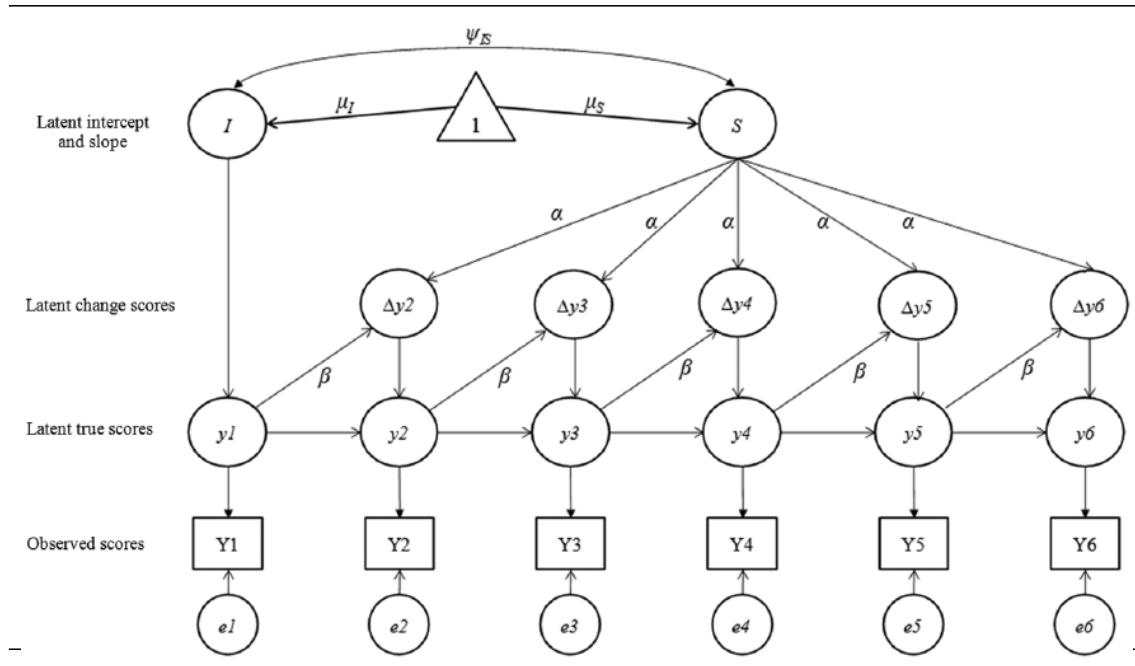 ψIS
Latent intercept
and slope
I
μI
1
μS
S
α
α
α
α
α
Latent change scores
Δy2
Δy3
Δy4
Δy5
Δy6
β
β
β
β
β
Latent true scores
y1
y2
y3
y4
y5
y6
Observed scores
Y1
Y2
Y3
Y4
Y5
Y6
e1
e2
e3
e4
e5
e6